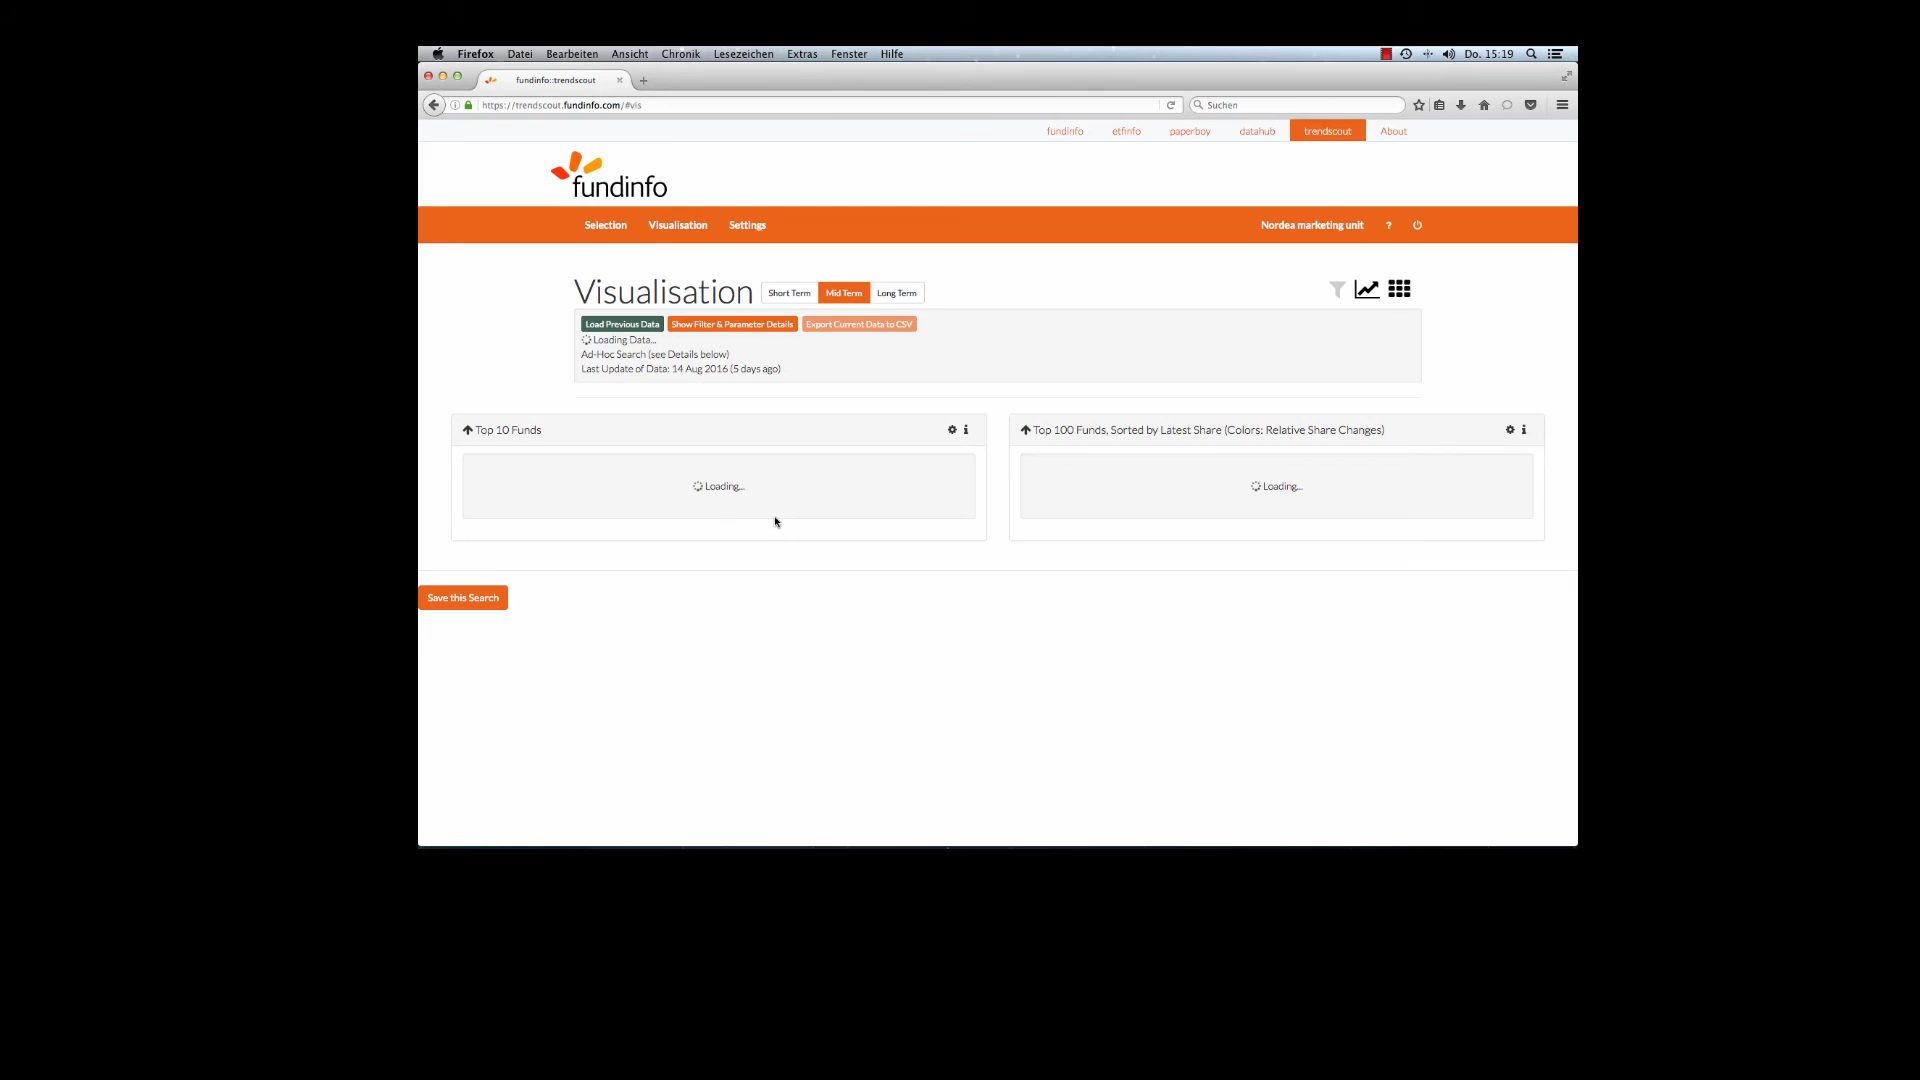 Firefox Datei Bearbeiten Ansicht Chronik Lesezeichen Extras Fenster Hilfe Do. 15:19
fundinfo::trendscout
https://trendscout.fundinfo.com/#vis Suchen
fundinfo etfinfo paperboy datahub trendscout About
fundinfo
Selection Visualisation Settings Nordea marketing unit ?
Visualisation Short Term Mid Term Long Term
Load Previous Data Show Filter & Parameter Details Export Current Data to CSV
Loading Data...
Ad-Hoc Search (see Details below)
Last Update of Data: 14 Aug 2016 (5 days ago)
Top 10 Funds
Top 100 Funds, Sorted by Latest Share (Colors: Relative Share Changes)
Loading...
Loading...
Save this Search